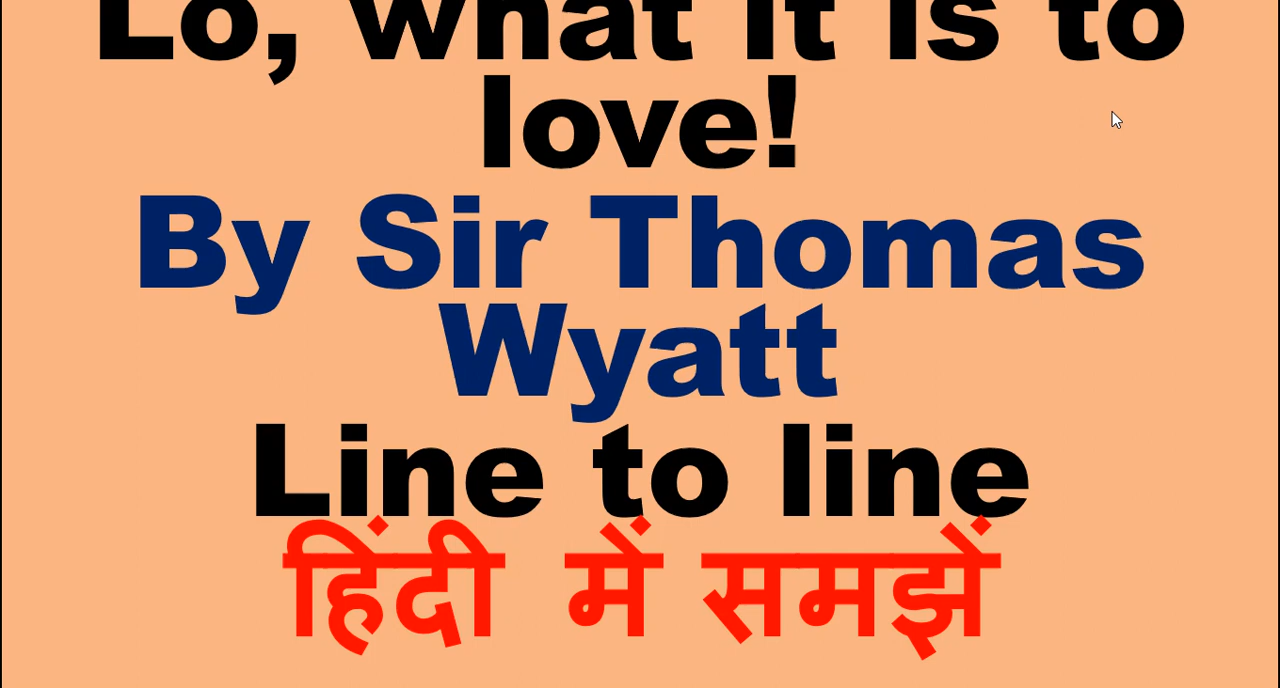 Lo, what it is to
love!
By Sir Thomas
Wyatt
Line to line
हिंदी में समझें